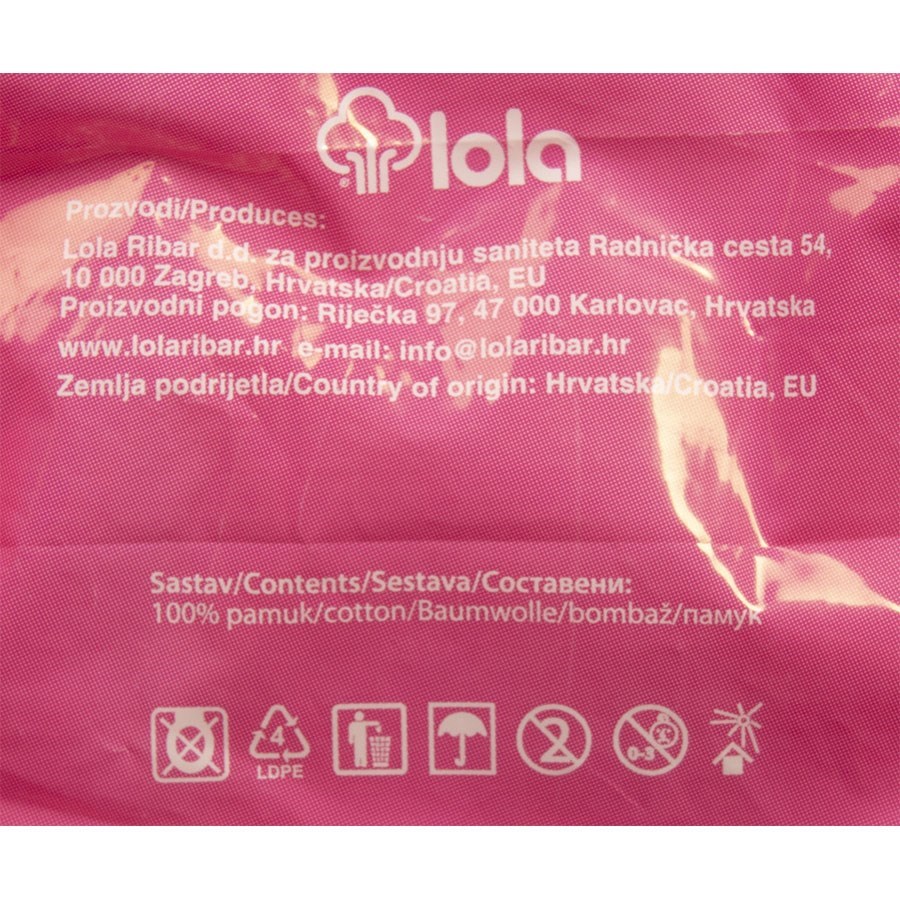 lola
®
Prozvodi/Produces:
Lola Ribar d.d. za proizvodnju saniteta Radnička cesta 54,
10 000 Zagreb, Hrvatska/Croatia, EU
Proizvodni pogon: Riječka 97, 47 000 Karlovac, Hrvatska
www.lolaribar.hr e-mail: info@lolaribar.hr
Zemlja podrijetla/Country of origin: Hrvatska/Croatia, EU
Sastav/Contents/Sestava/Составени:
100% pamuk/cotton/Baumwolle/bombaž/памук
4
LDPE
2
0-3